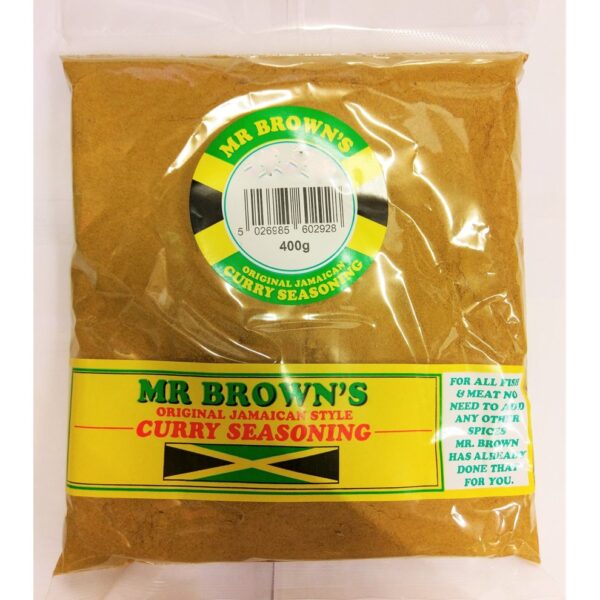 MR BROWN'S
5 026985 602928
400g
ORIGINAL JAMAICAN
CURRY SEASONING
MR BROWN'S
ORIGINAL JAMAICAN STYLE
CURRY SEASONING
FOR ALL FISH
& MEAT NO
NEED TO ADD
ANY OTHER
SPICES
MR. BROWN
HAS ALREADY
DONE THAT
FOR YOU.